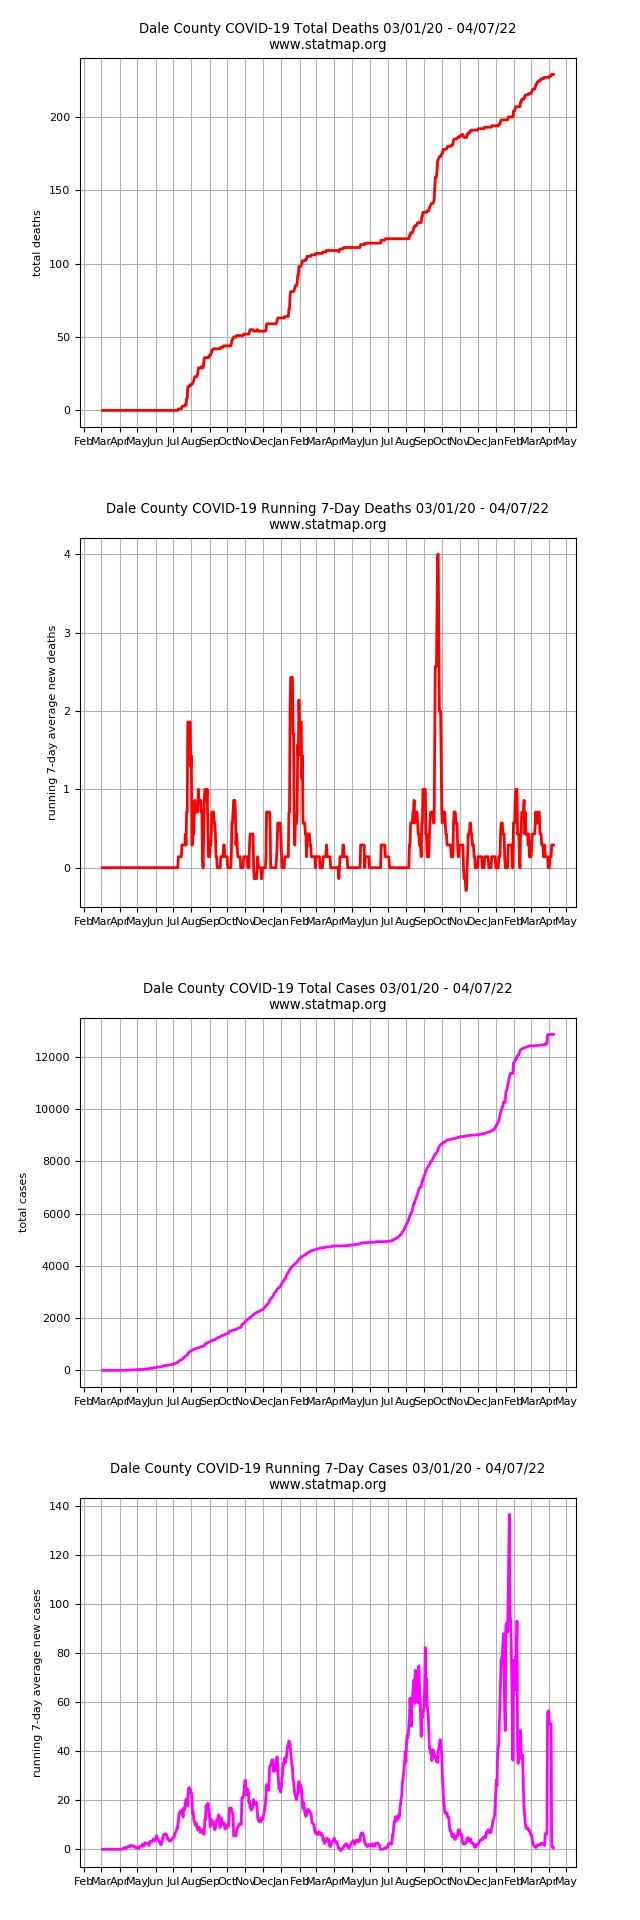 Dale County COVID-19 Total Deaths 03/01/20 - 04/07/22
www.statmap.org
200
150
100
50
0
total deaths
Feb Mar Apr May Jun Jul Aug Sep Oct Nov Dec Jan Feb Mar Apr May Jun Jul Aug Sep Oct Nov Dec Jan Feb Mar Apr May
Dale County COVID-19 Running 7-Day Deaths 03/01/20 - 04/07/22
www.statmap.org
4
3
2
1
0
running 7-day average new deaths
Feb Mar Apr May Jun Jul Aug Sep Oct Nov Dec Jan Feb Mar Apr May Jun Jul Aug Sep Oct Nov Dec Jan Feb Mar Apr May
Dale County COVID-19 Total Cases 03/01/20 - 04/07/22
www.statmap.org
12000
10000
8000
6000
4000
2000
0
total cases
Feb Mar Apr May Jun Jul Aug Sep Oct Nov Dec Jan Feb Mar Apr May Jun Jul Aug Sep Oct Nov Dec Jan Feb Mar Apr May
Dale County COVID-19 Running 7-Day Cases 03/01/20 - 04/07/22
www.statmap.org
140
120
100
80
60
40
20
0
running 7-day average new cases
Feb Mar Apr May Jun Jul Aug Sep Oct Nov Dec Jan Feb Mar Apr May Jun Jul Aug Sep Oct Nov Dec Jan Feb Mar Apr May